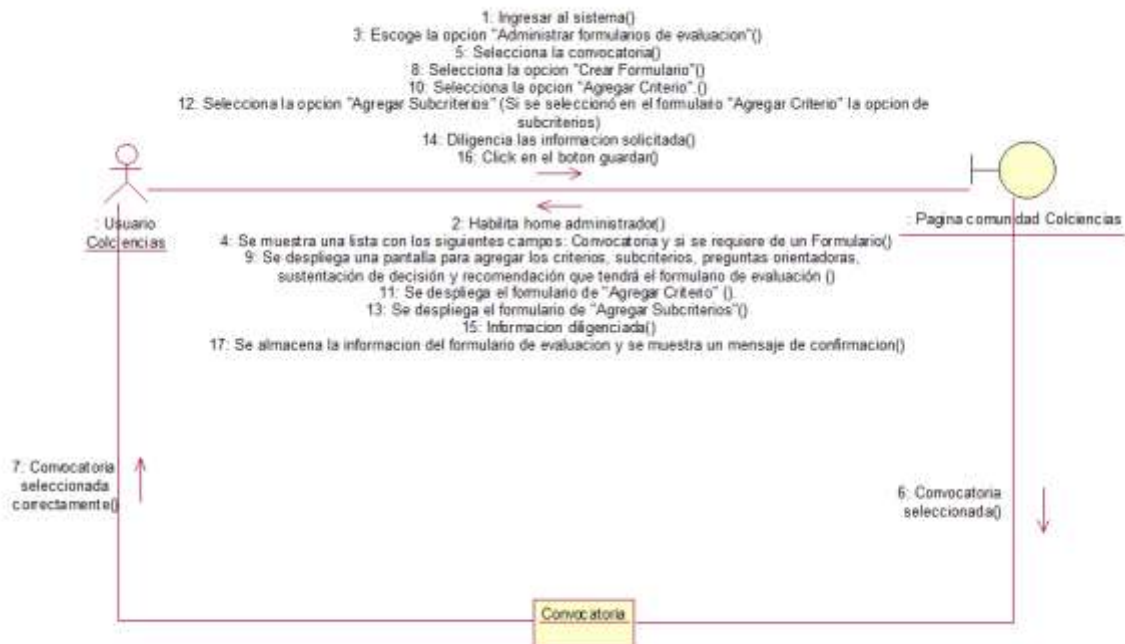 1: Ingresar al sistema()
3: Escoge la opcion "Administrar formularios de evaluacion"()
5: Selecciona la convocatoria()
8: Selecciona la opcion "Crear Formulario"()
10: Selecciona la opcion "Agregar Criterio".()
12: Selecciona la opcion "Agregar Subcriterios" (Si se seleccionó en el formulario "Agregar Criterio" la opcion de
subcriterios)
14: Diligencia las informacion solicitada()
16: Click en el boton guardar()
: Usuario
Colciencias
: Pagina comunidad Colciencias
2: Habilita home administrador()
4: Se muestra una lista con los siguientes campos: Convocatoria y si se requiere de un Formulario()
9: Se despliega una pantalla para agregar los criterios, subcriterios, preguntas orientadoras,
sustentación de decisión y recomendación que tendrá el formulario de evaluación ()
11: Se despliega el formulario de "Agregar Criterio" ()
13: Se despliega el formulario de "Agregar Subcriterios"()
15: Informacion diligenciada()
17: Se almacena la informacion del formulario de evaluacion y se muestra un mensaje de confirmacion()
7: Convocatoria
seleccionada
correctamente()
6: Convocatoria
seleccionada()
Convocatoria